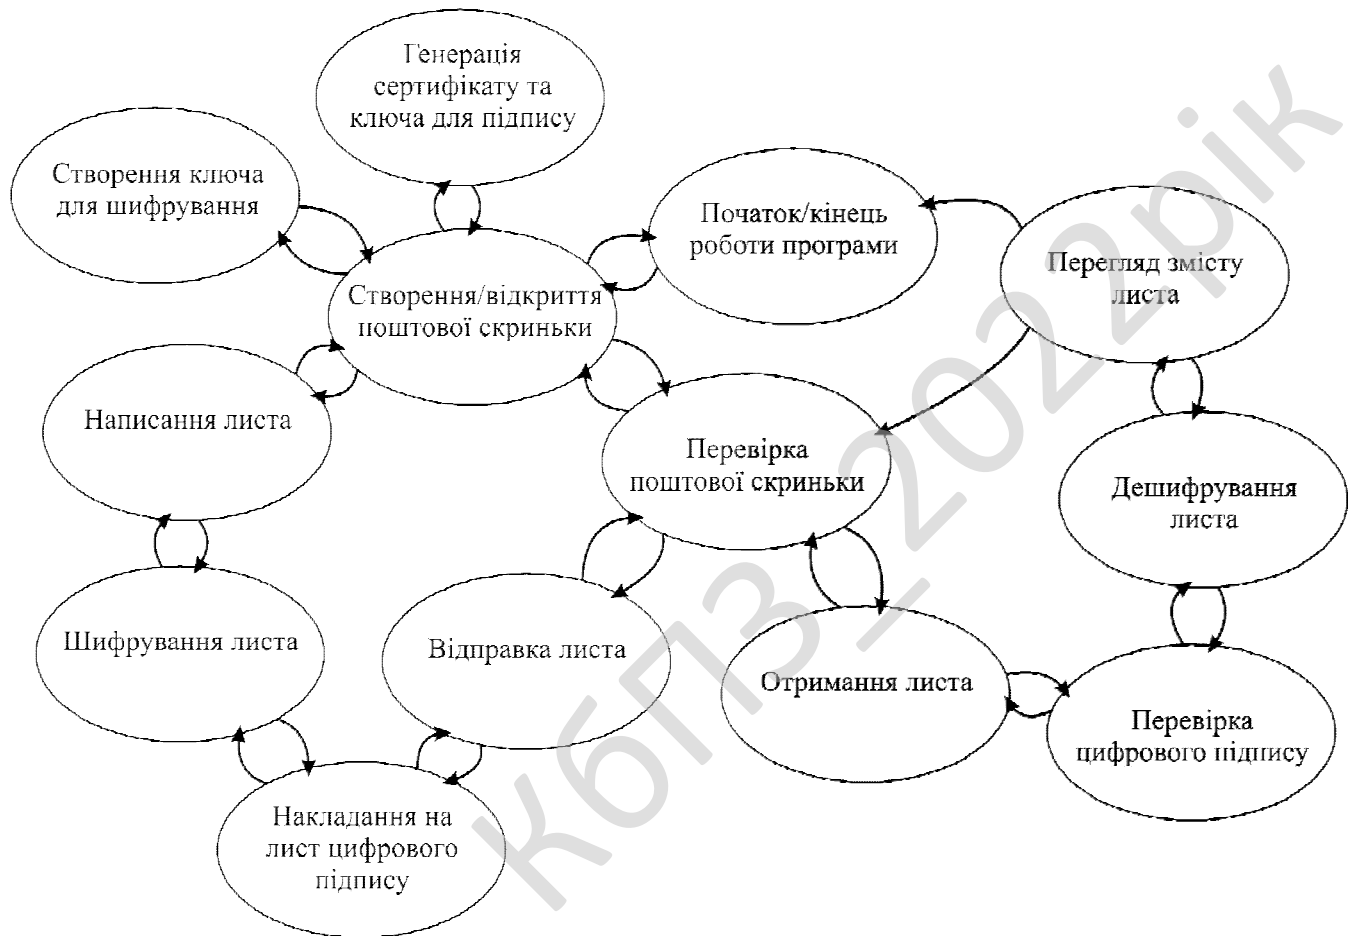 Генерація
сертифікату та
ключа для підпису
Створення ключа
для шифрування
Початок/кінець
роботи програми
Перегляд змісту
листа
Створення/відкриття
поштової скриньки
Написання листа
Перевірка
поштової скриньки
Дешифрування
листа
Шифрування листа
Відправка листа
Отримання листа
Перевірка
цифрового підпису
Накладання на
лист цифрового
підпису
КбПЗ_2022рік